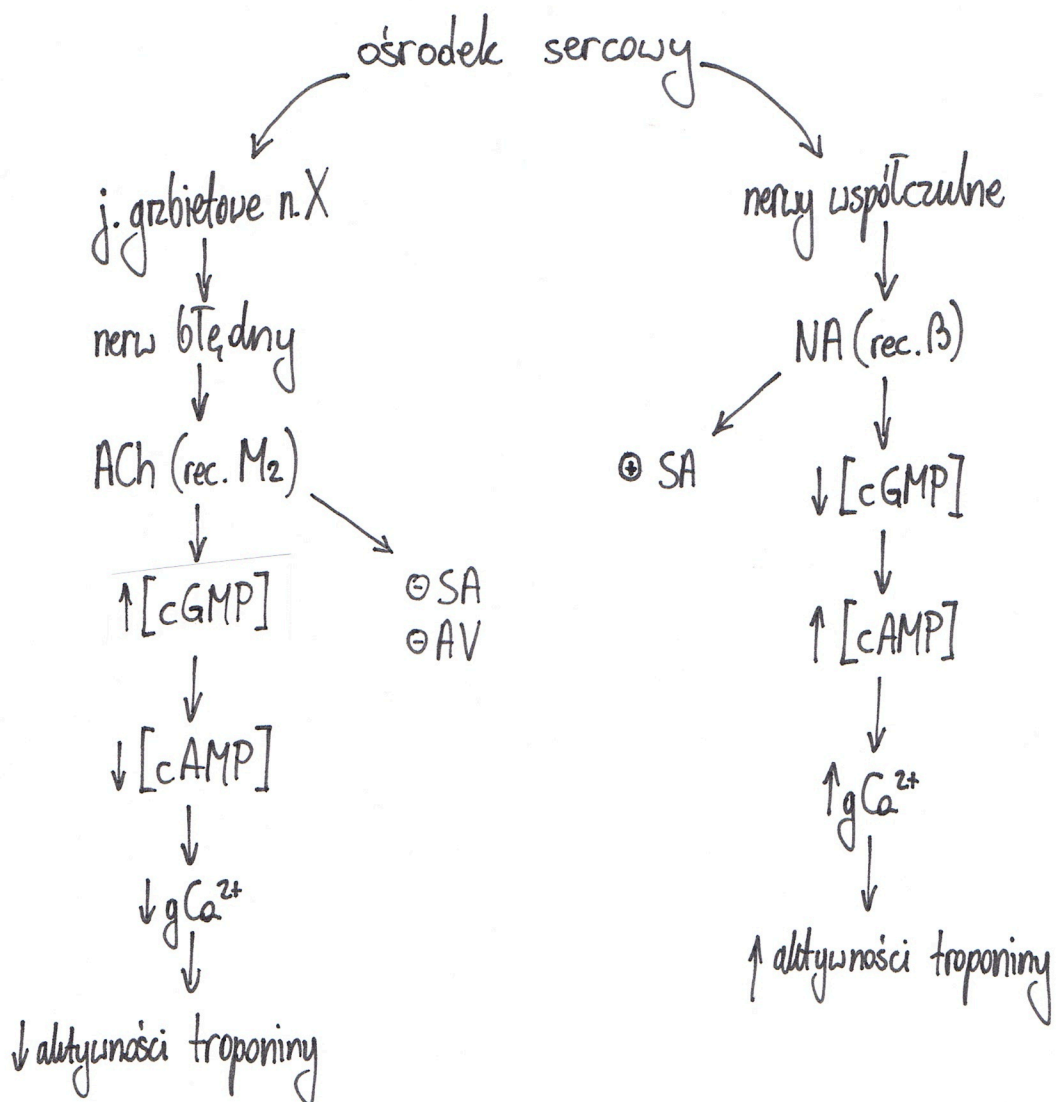 ośrodek sercowy
j. grzbietowe n. X
nerw błędny
ACh (rec. M₂)
⊖ SA
⊖ AV
↑[cGMP]
↓[cAMP]
↓gCa²⁺
↓aktywności troponiny
nerwy współczulne
NA (rec. β)
⊕ SA
↓[cGMP]
↑[cAMP]
↑gCa²⁺
↑aktywności troponiny